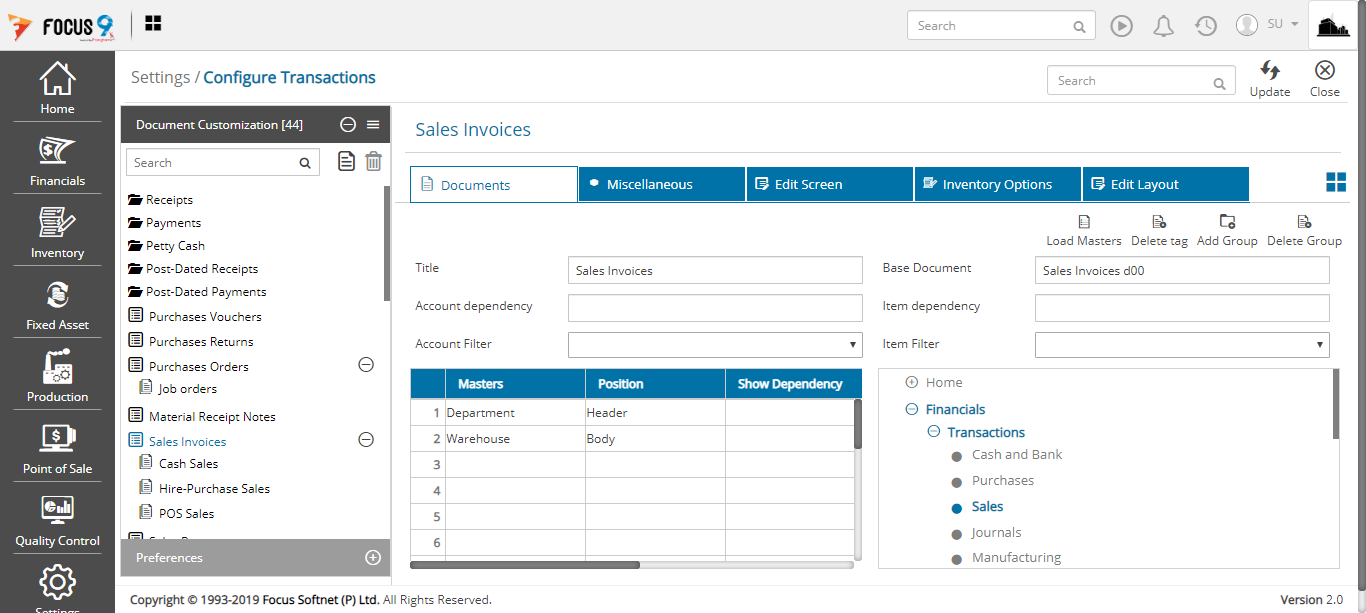 FOCUS 9
Search
SU
Settings / Configure Transactions
Search
Update
Close
Home
Financials
Inventory
Fixed Asset
Production
Point of Sale
Quality Control
Settings
Document Customization [44]
Search
Receipts
Payments
Petty Cash
Post-Dated Receipts
Post-Dated Payments
Purchases Vouchers
Purchases Returns
Purchases Orders
Job orders
Material Receipt Notes
Sales Invoices
Cash Sales
Hire-Purchase Sales
POS Sales
Preferences
Sales Invoices
Documents
Miscellaneous
Edit Screen
Inventory Options
Edit Layout
Load Masters
Delete tag
Add Group
Delete Group
Title
Sales Invoices
Base Document
Sales Invoices d00
Account dependency
Item dependency
Account Filter
Item Filter
Masters Position Show Dependency
1 Department Header
2 Warehouse Body
3
4
5
6
Home
Financials
Transactions
Cash and Bank
Purchases
Sales
Journals
Manufacturing
Copyright © 1993-2019 Focus Softnet (P) Ltd. All Rights Reserved.
Version 2.0